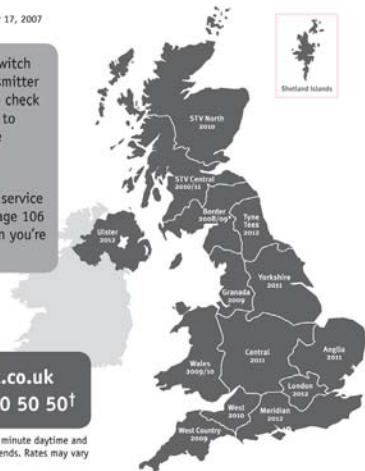 17, 2007
witch
smitter
check
to
service
age 106
n you're
.co.uk
0 50 50†
minute daytime and
ends. Rates may vary
Shetland Islands
STV North
2010
STV Central
2010/11
Border
2008/09*
Tyne
Tees
2012
Ulster
2012
Granada
2009
Yorkshire
2011
Wales
2009/10
Central
2011
Anglia
2011
London
2012
West
2010
Meridian
2012
West Country
2009